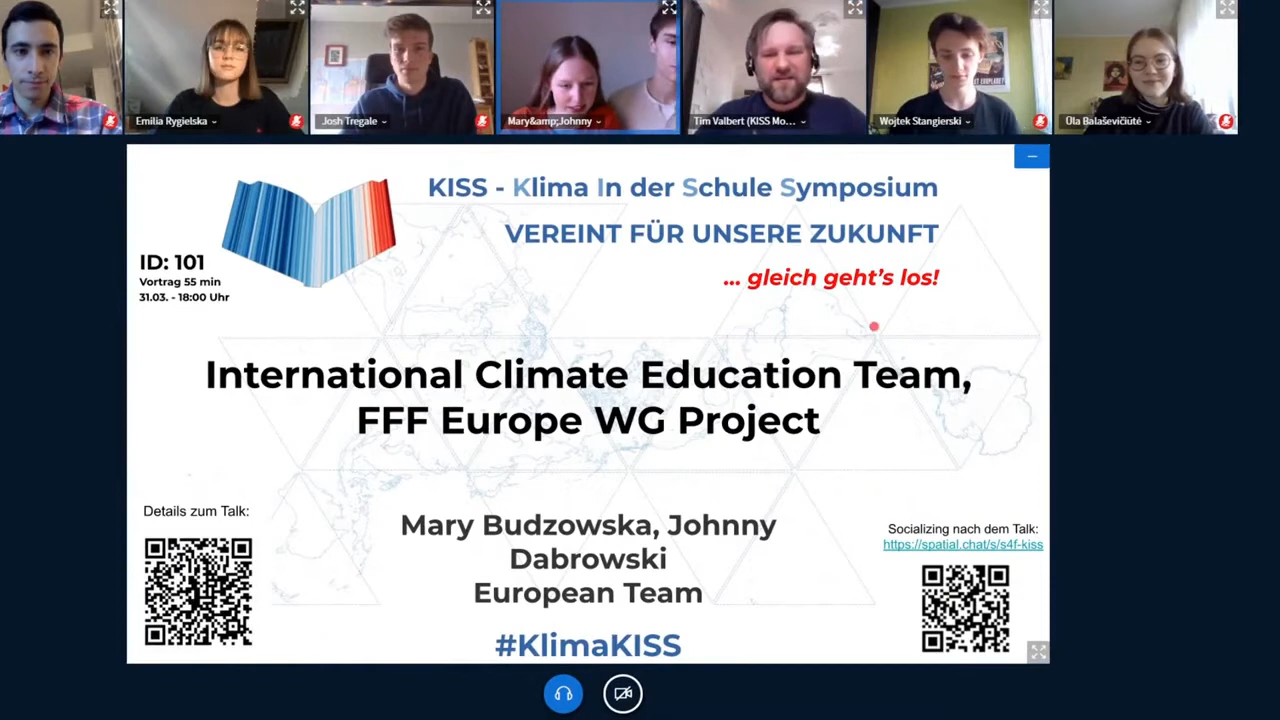 Emilia Rygielska
Josh Tregale
Mary&amp;Johnny
Tim Valbert (KISS Mo...
Wojtek Stangierski
Ūla Balaševičiūtė
KISS - Klima In der Schule Symposium
VEREINT FÜR UNSERE ZUKUNFT
... gleich geht's los!
ID: 101
Vortrag 55 min
31.03. - 18:00 Uhr
International Climate Education Team,
FFF Europe WG Project
Details zum Talk:
Mary Budzowska, Johnny
Dabrowski
European Team
#KlimaKISS
Socializing nach dem Talk:
https://spatial.chat/s/s4f-kiss